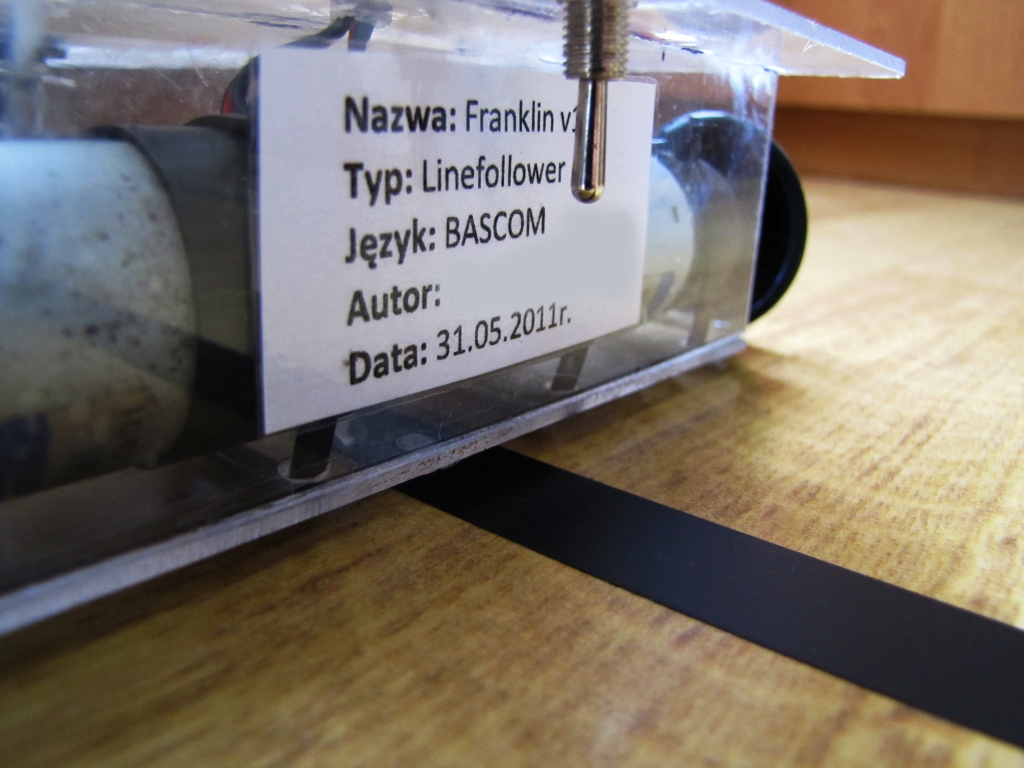 Nazwa: Franklin v1
Typ: Linefollower
Język: BASCOM
Autor:
Data: 31.05.2011r.